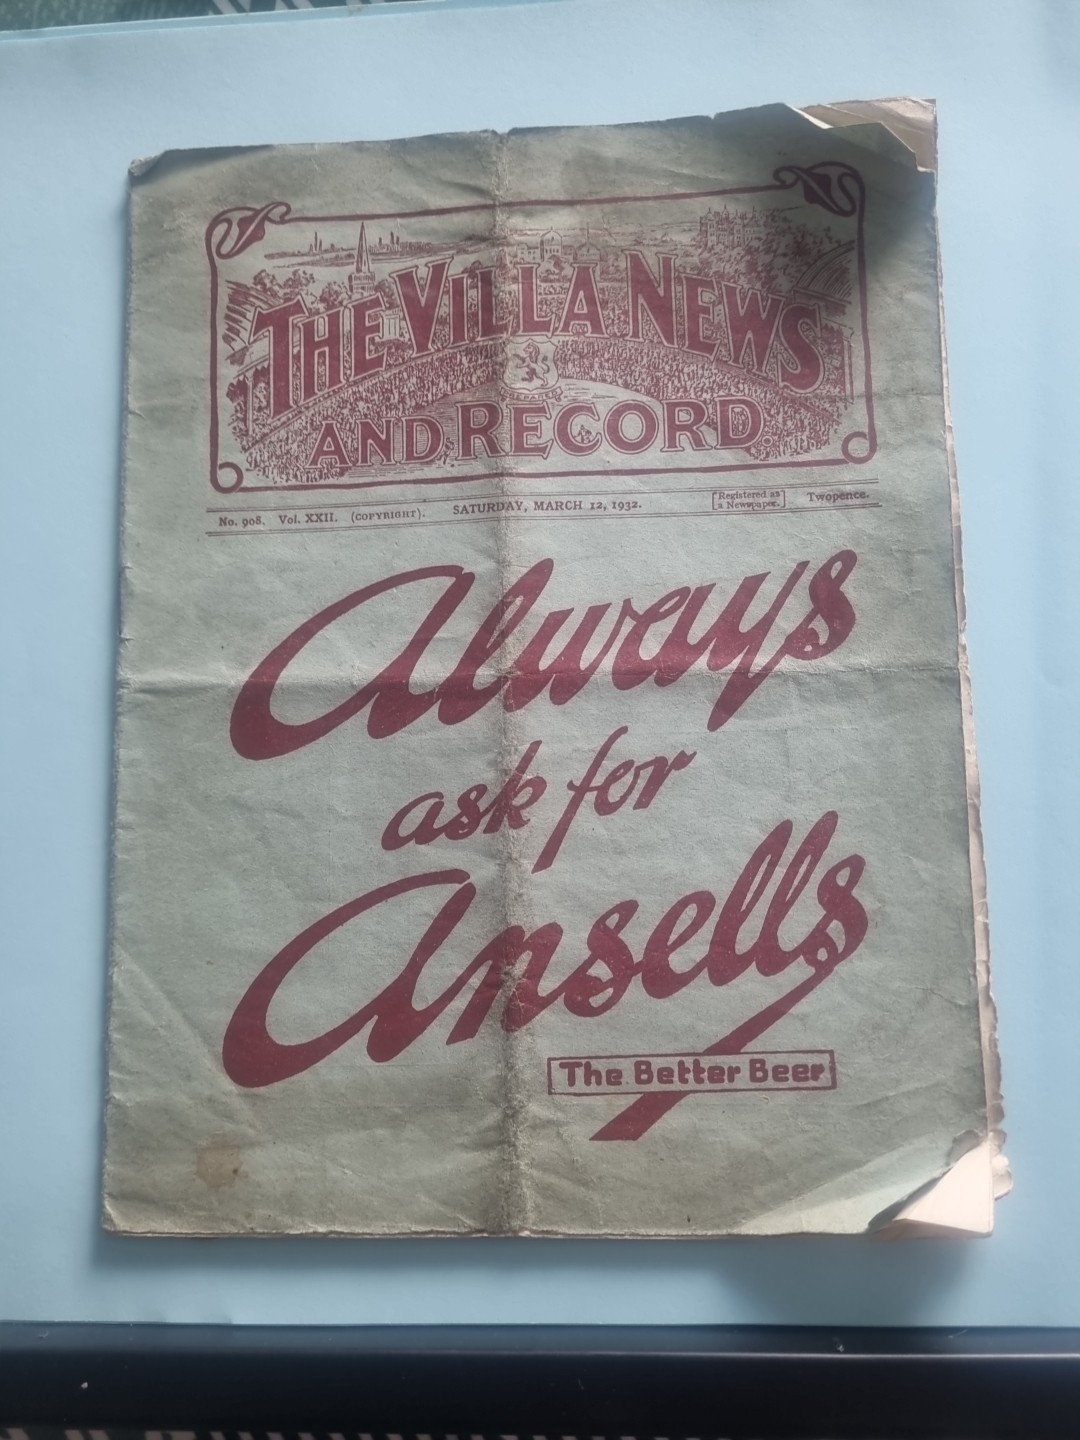 THE VILLA NEWS
AND RECORD.
No. 908. Vol. XXII. (COPYRIGHT). SATURDAY, MARCH 12, 1932. [Registered as a Newspaper.] Twopence.
Always
ask for
Ansells
The Better Beer